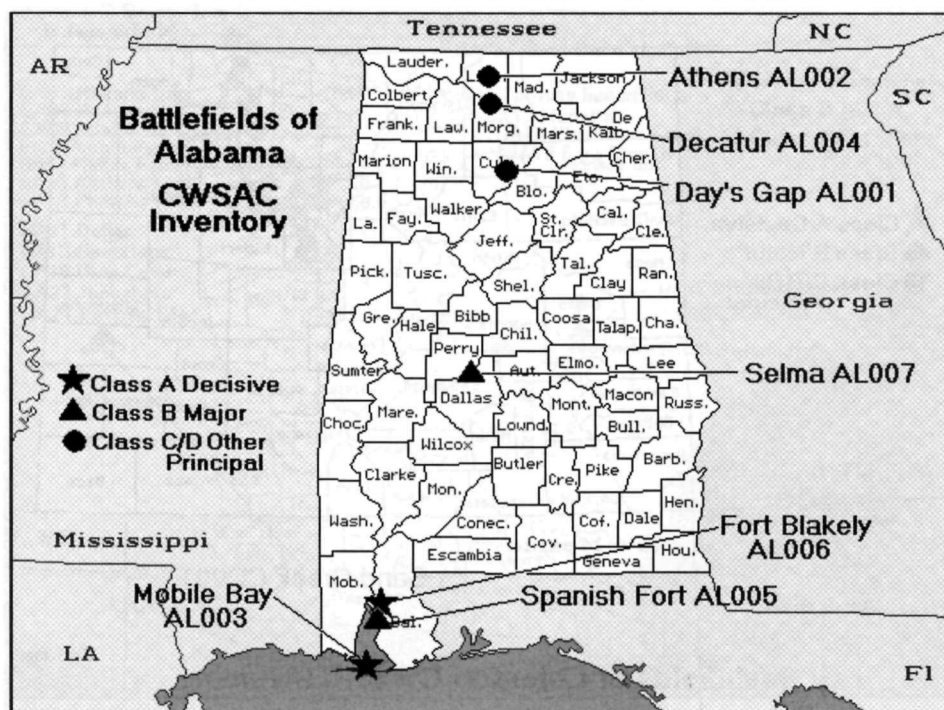 Tennessee
NC
AR
SC
Battlefields of
Alabama
CWSAC
Inventory
Lauder.
Mad.
Jackson
Athens AL002
Colbert
De
Kalb
Frank.
Law.
Morg.
Mars.
Decatur AL004
Marion
Win.
Cul.
Cher.
Eto.
Day's Gap AL001
Blo.
La.
Fay.
Walker
St.
Clr.
Cal.
Cle.
Jeff.
Pick.
Tusc.
Tal.
Shel.
Clay
Ran.
Georgia
Gre.
Hale
Bibb
Chil.
Coosa
Talap.
Cha.
Perry
Sumter
Aut.
Elmo.
Lee
Selma AL007
Class A Decisive
Class B Major
Class C/D Other
Principal
Dallas
Macon
Russ.
Choc.
Mare.
Lound.
Mont.
Bull.
Wilcox
Clarke
Butler
Cre.
Pike
Barb.
Mon.
Hen.
Wash.
Conec.
Cof.
Dale
Fort Blakely
AL006
Mississippi
Escambia
Cov.
Geneva
Hou.
Mob.
Mobile Bay
AL003
Spanish Fort AL005
Bal.
LA
Fl